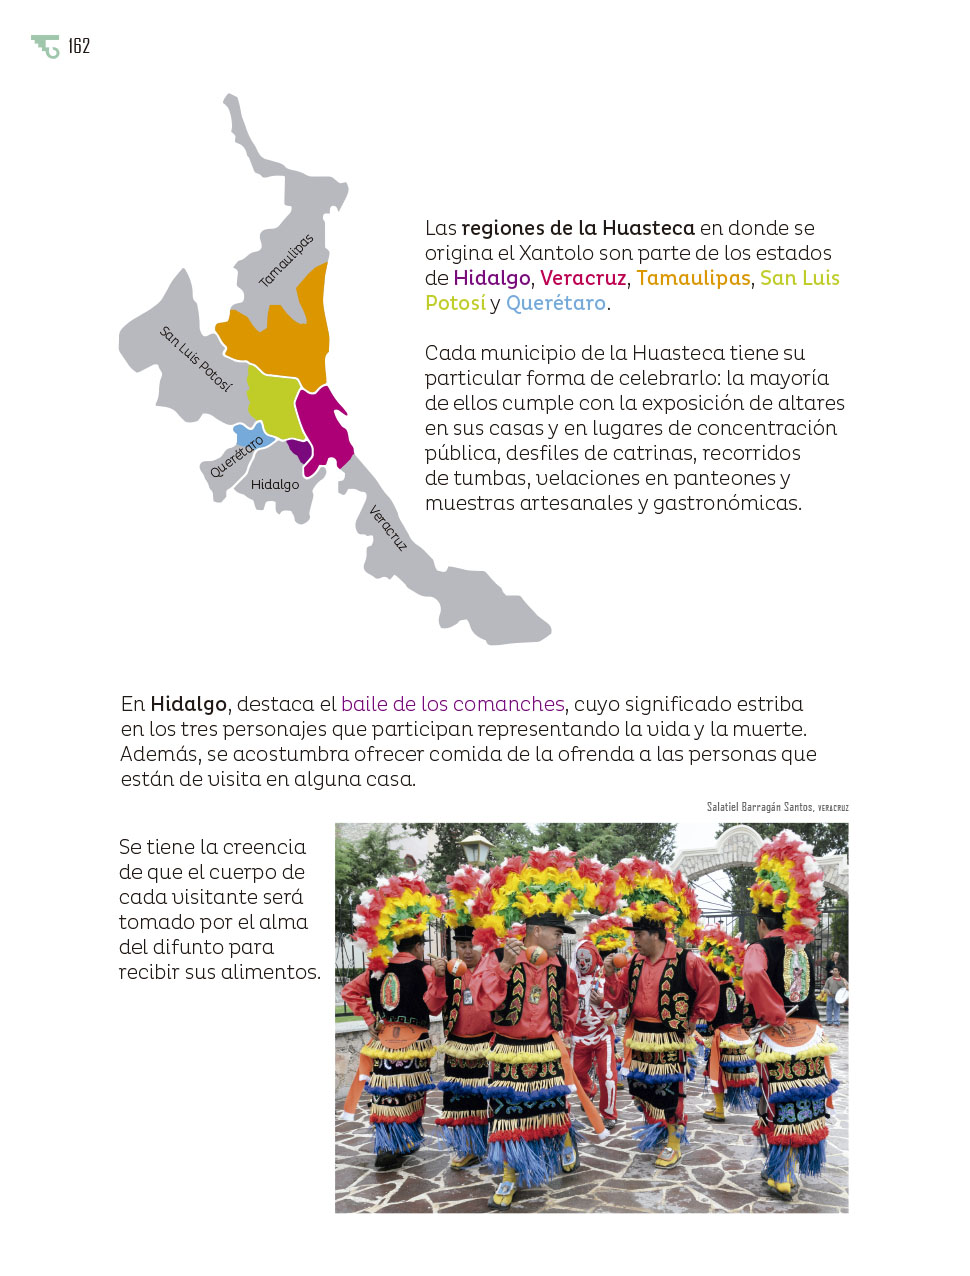 162
Tamaulipas
San Luis Potosí
Querétaro
Hidalgo
Veracruz
Las regiones de la Huasteca en donde se
origina el Xantolo son parte de los estados
de Hidalgo, Veracruz, Tamaulipas, San Luis
Potosí y Querétaro.
Cada municipio de la Huasteca tiene su
particular forma de celebrarlo: la mayoría
de ellos cumple con la exposición de altares
en sus casas y en lugares de concentración
pública, desfiles de catrinas, recorridos
de tumbas, velaciones en panteones y
muestras artesanales y gastronómicas.
En Hidalgo, destaca el baile de los comanches, cuyo significado estriba
en los tres personajes que participan representando la vida y la muerte.
Además, se acostumbra ofrecer comida de la ofrenda a las personas que
están de visita en alguna casa.
Salatiel Barragán Santos, VERACRUZ
Se tiene la creencia
de que el cuerpo de
cada visitante será
tomado por el alma
del difunto para
recibir sus alimentos.